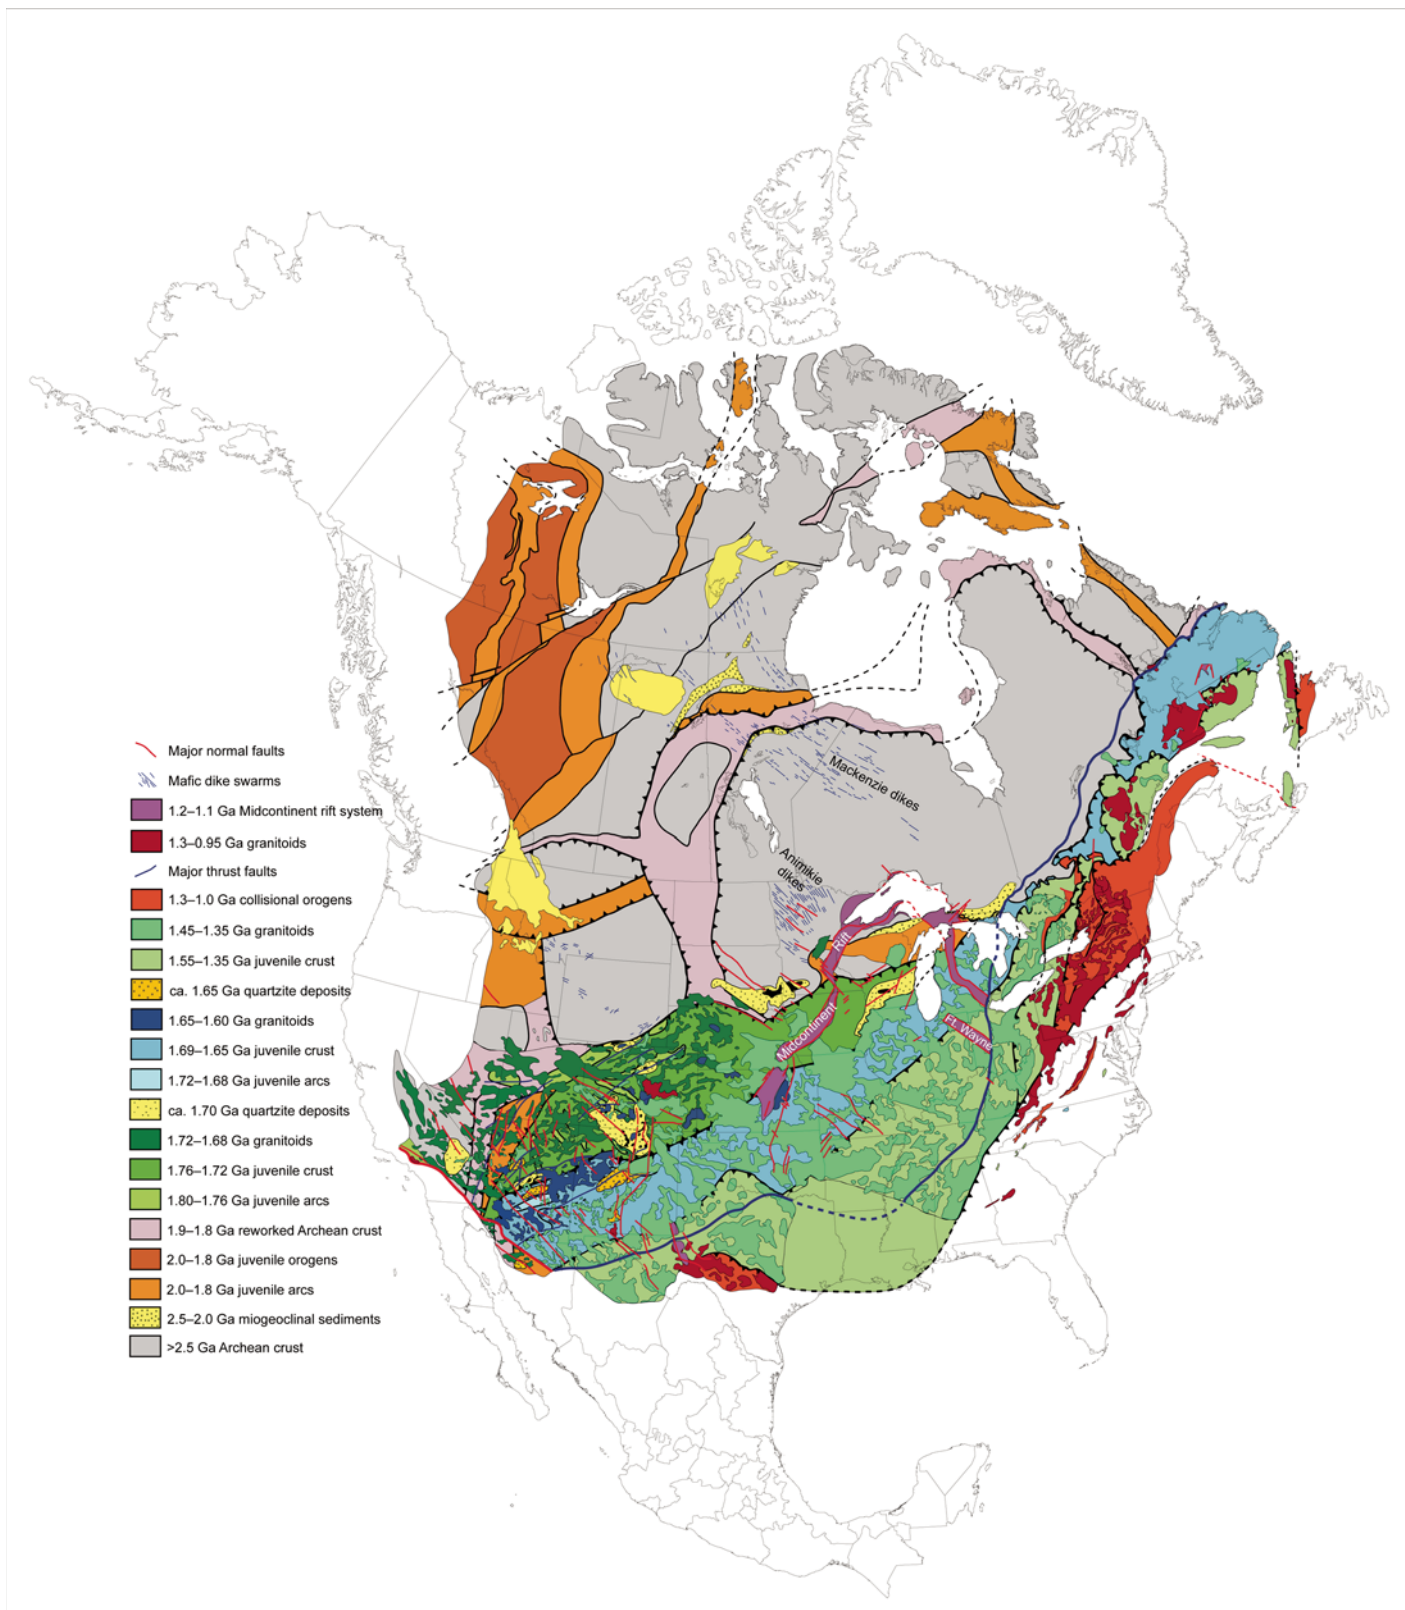 Major normal faults
Mafic dike swarms
1.2–1.1 Ga Midcontinent rift system
1.3–0.95 Ga granitoids
Major thrust faults
1.3–1.0 Ga collisional orogens
1.45–1.35 Ga granitoids
1.55–1.35 Ga juvenile crust
ca. 1.65 Ga quartzite deposits
1.65–1.60 Ga granitoids
1.69–1.65 Ga juvenile crust
1.72–1.68 Ga juvenile arcs
ca. 1.70 Ga quartzite deposits
1.72–1.68 Ga granitoids
1.76–1.72 Ga juvenile crust
1.80–1.76 Ga juvenile arcs
1.9–1.8 Ga reworked Archean crust
2.0–1.8 Ga juvenile orogens
2.0–1.8 Ga juvenile arcs
2.5–2.0 Ga miogeoclinal sediments
>2.5 Ga Archean crust
Mackenzie dikes
Animikie
dikes
Rift
Midcontinent
Ft. Wayne